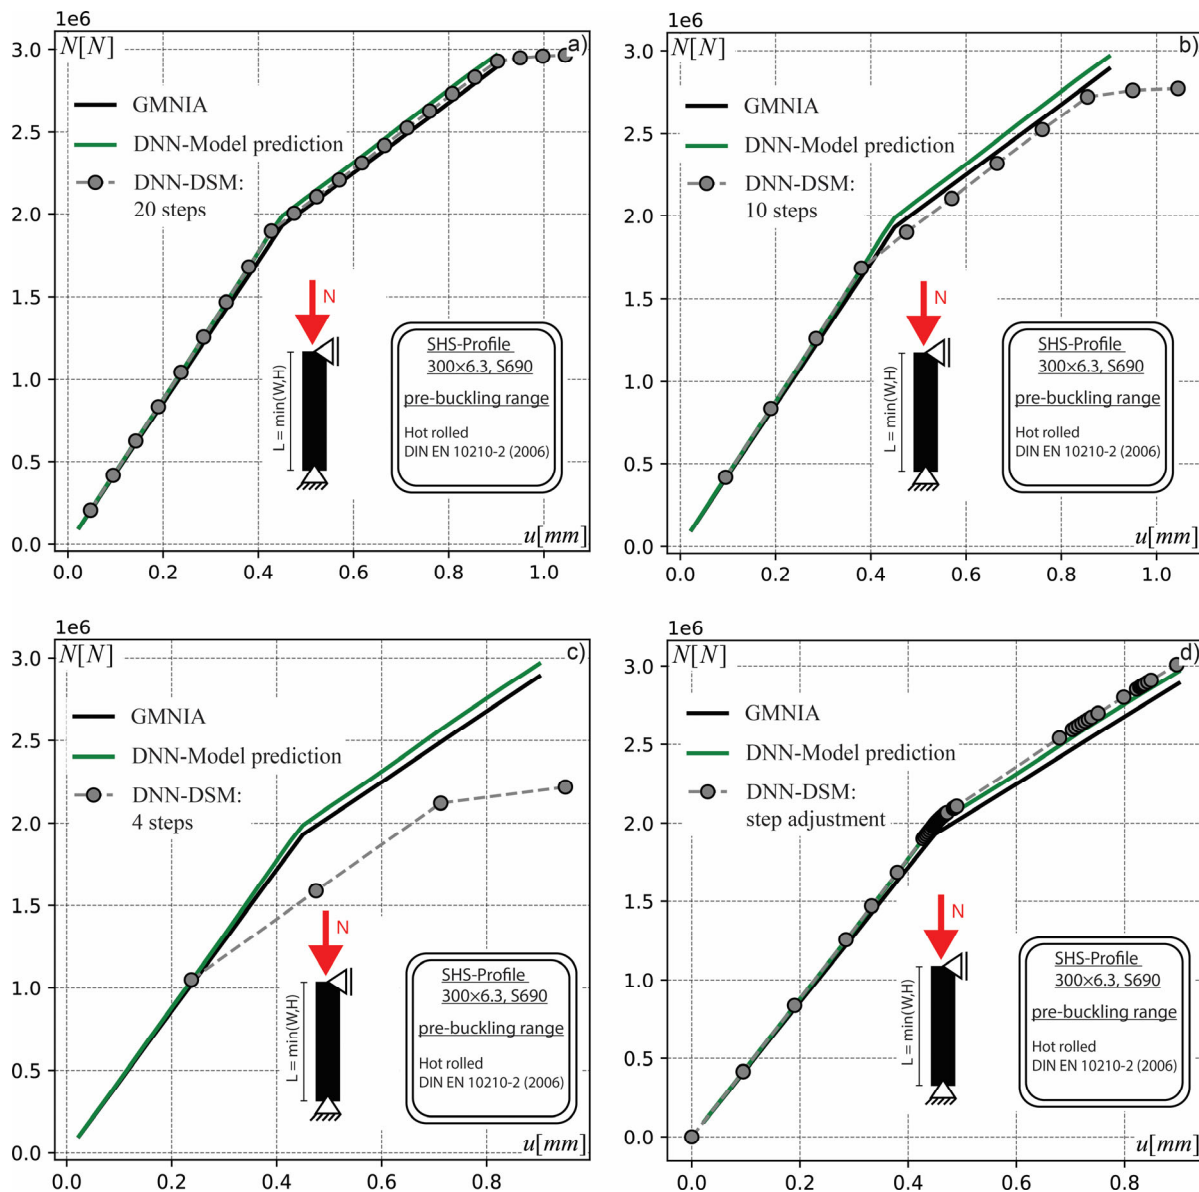 1e6
N[N]
a)
3.0
GMNIA
DNN-Model prediction
DNN-DSM:
20 steps
2.5
2.0
1.5
1.0
0.5
0.0
N
L = min(W,H)
SHS-Profile
300×6.3, S690
pre-buckling range
Hot rolled
DIN EN 10210-2 (2006)
u[mm]
0.0 0.2 0.4 0.6 0.8 1.0
1e6
N[N]
b)
3.0
GMNIA
DNN-Model prediction
DNN-DSM:
10 steps
2.5
2.0
1.5
1.0
0.5
0.0
N
L = min(W,H)
SHS-Profile
300×6.3, S690
pre-buckling range
Hot rolled
DIN EN 10210-2 (2006)
u[mm]
0.0 0.2 0.4 0.6 0.8 1.0
1e6
N[N]
c)
3.0
GMNIA
DNN-Model prediction
DNN-DSM:
4 steps
2.5
2.0
1.5
1.0
0.5
0.0
N
L = min(W,H)
SHS-Profile
300×6.3, S690
pre-buckling range
Hot rolled
DIN EN 10210-2 (2006)
u[mm]
0.0 0.2 0.4 0.6 0.8
1e6
N[N]
d)
3.0
GMNIA
DNN-Model prediction
DNN-DSM:
step adjustment
2.5
2.0
1.5
1.0
0.5
0.0
N
L = min(W,H)
SHS-Profile
300×6.3, S690
pre-buckling range
Hot rolled
DIN EN 10210-2 (2006)
u[mm]
0.0 0.2 0.4 0.6 0.8